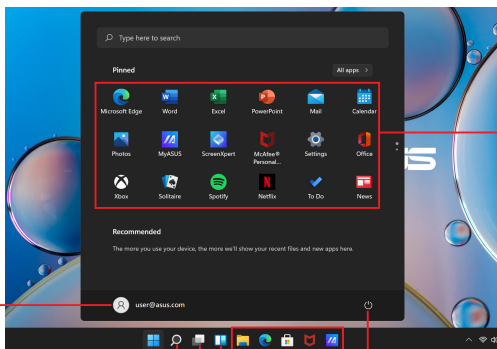 Type here to search
Pinned
All apps >
Microsoft Edge Word Excel PowerPoint Mail Calendar
Photos MyASUS ScreenXpert McAfee® Personal... Settings Office
Xbox Solitaire Spotify Netflix To Do News
Recommended
The more you use your device, the more we'll show your recent files and new apps here.
user@asus.com